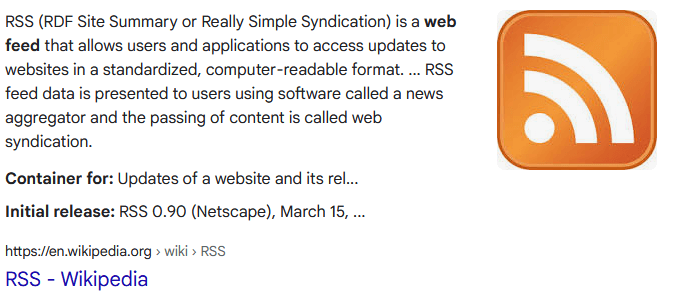 RSS (RDF Site Summary or Really Simple Syndication) is a web
feed that allows users and applications to access updates to
websites in a standardized, computer-readable format. ... RSS
feed data is presented to users using software called a news
aggregator and the passing of content is called web
syndication.
Container for: Updates of a website and its rel...
Initial release: RSS 0.90 (Netscape), March 15, ...
https://en.wikipedia.org › wiki › RSS
RSS - Wikipedia